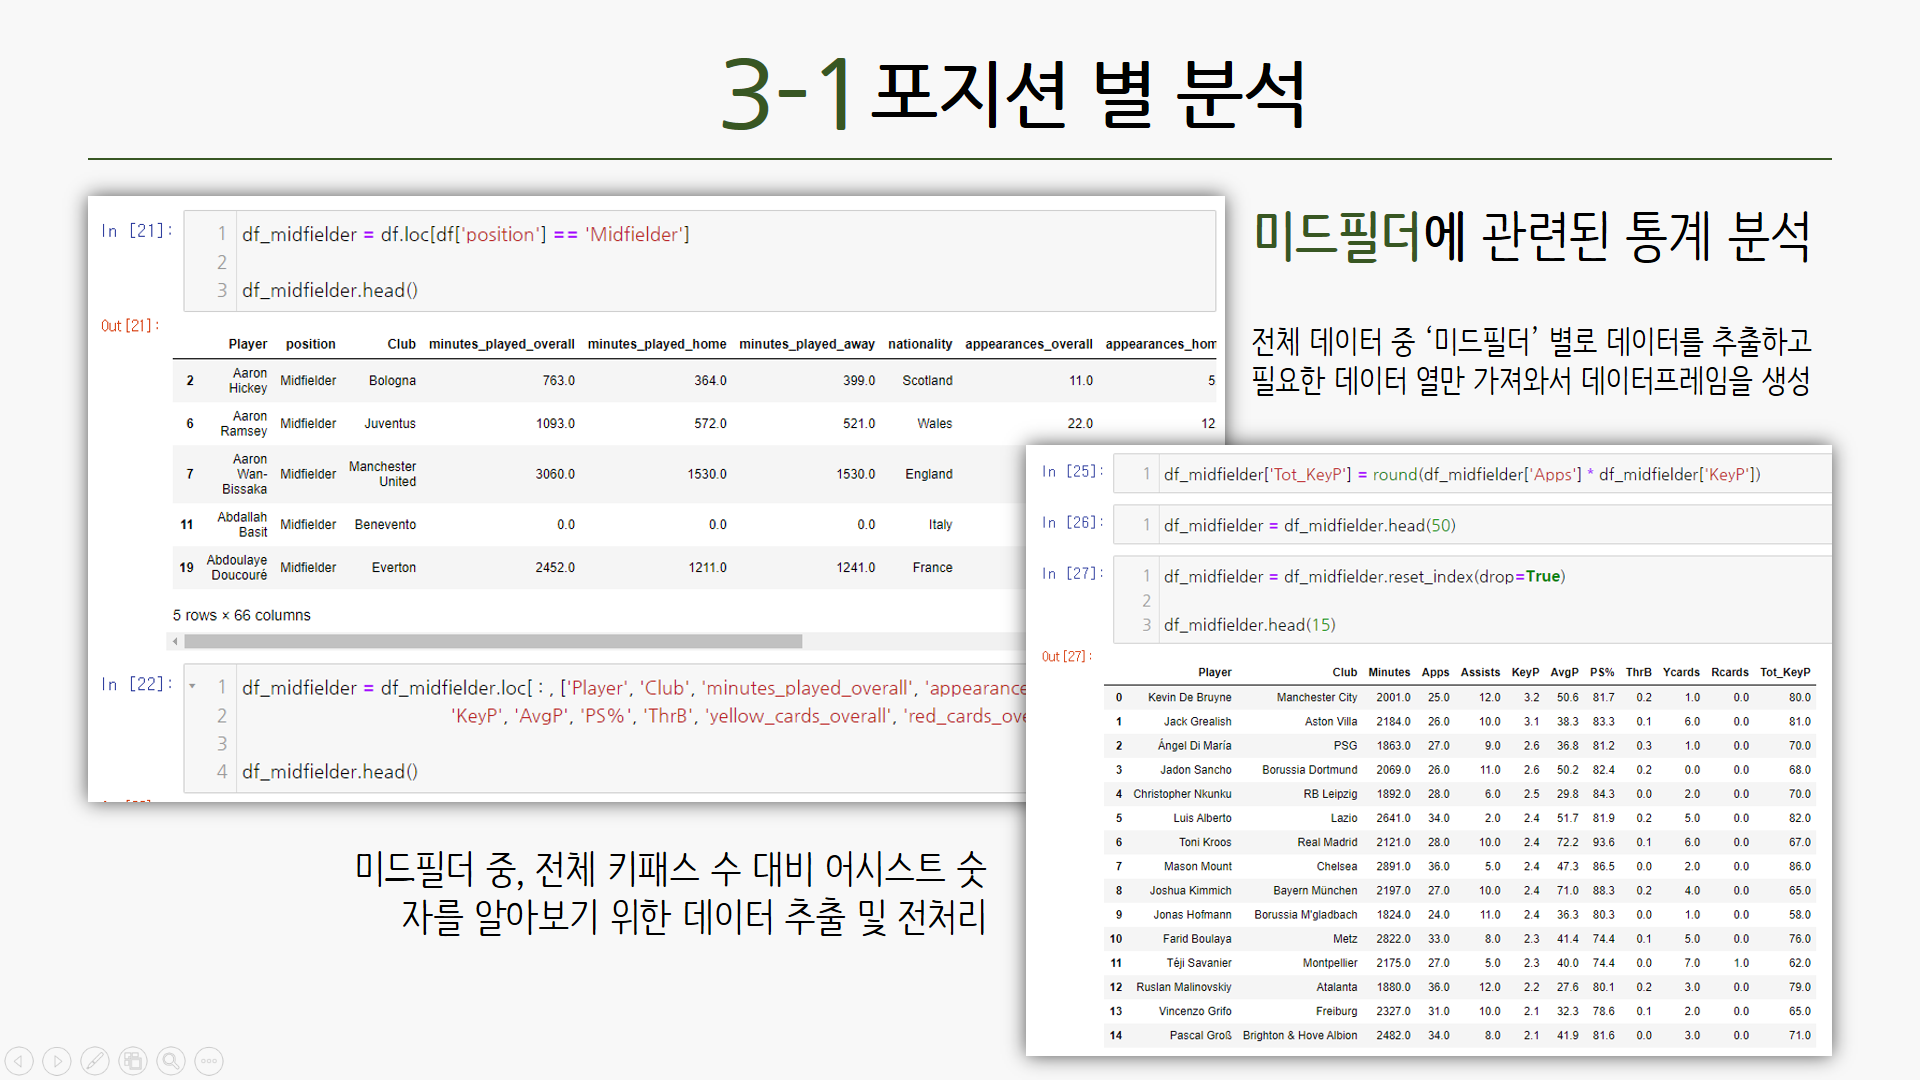 3-1 포지션 별 분석
In [21]:
1 df_midfielder = df.loc[df['position'] == 'Midfielder']
2
3 df_midfielder.head()
Out[21]:
Player position Club minutes_played_overall minutes_played_home minutes_played_away nationality appearances_overall appearances_hom
2 Aaron Hickey Midfielder Bologna 763.0 364.0 399.0 Scotland 11.0 5
6 Aaron Ramsey Midfielder Juventus 1093.0 572.0 521.0 Wales 22.0 12
7 Aaron Wan-Bissaka Midfielder Manchester United 3060.0 1530.0 1530.0 England
11 Abdallah Basit Midfielder Benevento 0.0 0.0 0.0 Italy
19 Abdoulaye Doucouré Midfielder Everton 2452.0 1211.0 1241.0 France
5 rows × 66 columns
In [22]:
1 df_midfielder = df_midfielder.loc[ : , ['Player', 'Club', 'minutes_played_overall', 'appearance
2 'KeyP', 'AvgP', 'PS%', 'ThrB', 'yellow_cards_overall', 'red_cards_ove
3
4 df_midfielder.head()
미드필더에 관련된 통계 분석
전체 데이터 중 ‘미드필더’ 별로 데이터를 추출하고
필요한 데이터 열만 가져와서 데이터프레임을 생성
In [25]:
1 df_midfielder['Tot_KeyP'] = round(df_midfielder['Apps'] * df_midfielder['KeyP'])
In [26]:
1 df_midfielder = df_midfielder.head(50)
In [27]:
1 df_midfielder = df_midfielder.reset_index(drop=True)
2
3 df_midfielder.head(15)
Out[27]:
Player Club Minutes Apps Assists KeyP AvgP PS% ThrB Ycards Rcards Tot_KeyP
0 Kevin De Bruyne Manchester City 2001.0 25.0 12.0 3.2 50.6 81.7 0.2 1.0 0.0 80.0
1 Jack Grealish Aston Villa 2184.0 26.0 10.0 3.1 38.3 83.3 0.1 6.0 0.0 81.0
2 Ángel Di María PSG 1863.0 27.0 9.0 2.6 36.8 81.2 0.3 1.0 0.0 70.0
3 Jadon Sancho Borussia Dortmund 2069.0 26.0 11.0 2.6 50.2 82.4 0.2 0.0 0.0 68.0
4 Christopher Nkunku RB Leipzig 1892.0 28.0 6.0 2.5 29.8 84.3 0.0 2.0 0.0 70.0
5 Luis Alberto Lazio 2641.0 34.0 2.0 2.4 51.7 81.9 0.2 5.0 0.0 82.0
6 Toni Kroos Real Madrid 2121.0 28.0 10.0 2.4 72.2 93.6 0.1 6.0 0.0 67.0
7 Mason Mount Chelsea 2891.0 36.0 5.0 2.4 47.3 86.5 0.0 2.0 0.0 86.0
8 Joshua Kimmich Bayern München 2197.0 27.0 10.0 2.4 71.0 88.3 0.2 4.0 0.0 65.0
9 Jonas Hofmann Borussia M'gladbach 1824.0 24.0 11.0 2.4 36.3 80.3 0.0 1.0 0.0 58.0
10 Farid Boulaya Metz 2822.0 33.0 8.0 2.3 41.4 74.4 0.1 5.0 0.0 76.0
11 Téji Savanier Montpellier 2175.0 27.0 5.0 2.3 40.0 74.4 0.0 7.0 1.0 62.0
12 Ruslan Malinovskiy Atalanta 1880.0 36.0 12.0 2.2 27.6 80.1 0.2 3.0 0.0 79.0
13 Vincenzo Grifo Freiburg 2327.0 31.0 10.0 2.1 32.3 78.6 0.1 2.0 0.0 65.0
14 Pascal Groß Brighton & Hove Albion 2482.0 34.0 8.0 2.1 41.9 81.6 0.0 3.0 0.0 71.0
미드필더 중, 전체 키패스 수 대비 어시스트 숫
자를 알아보기 위한 데이터 추출 및 전처리